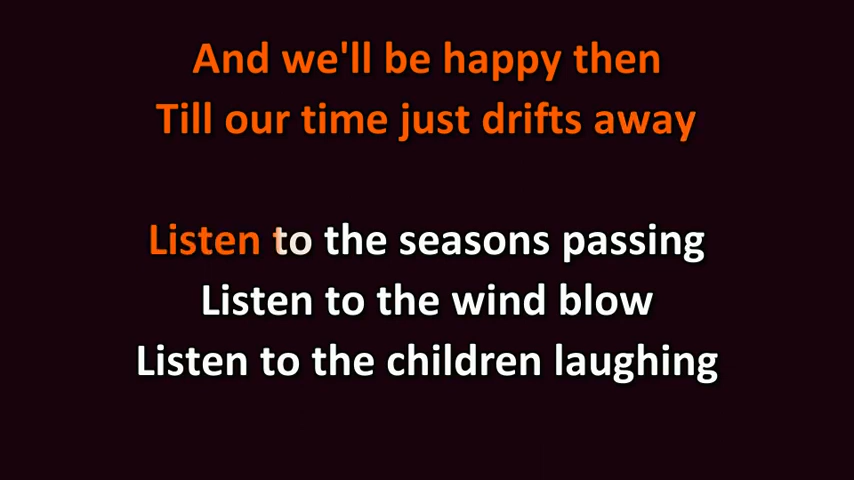 And we'll be happy then
Till our time just drifts away
Listen to the seasons passing
Listen to the wind blow
Listen to the children laughing